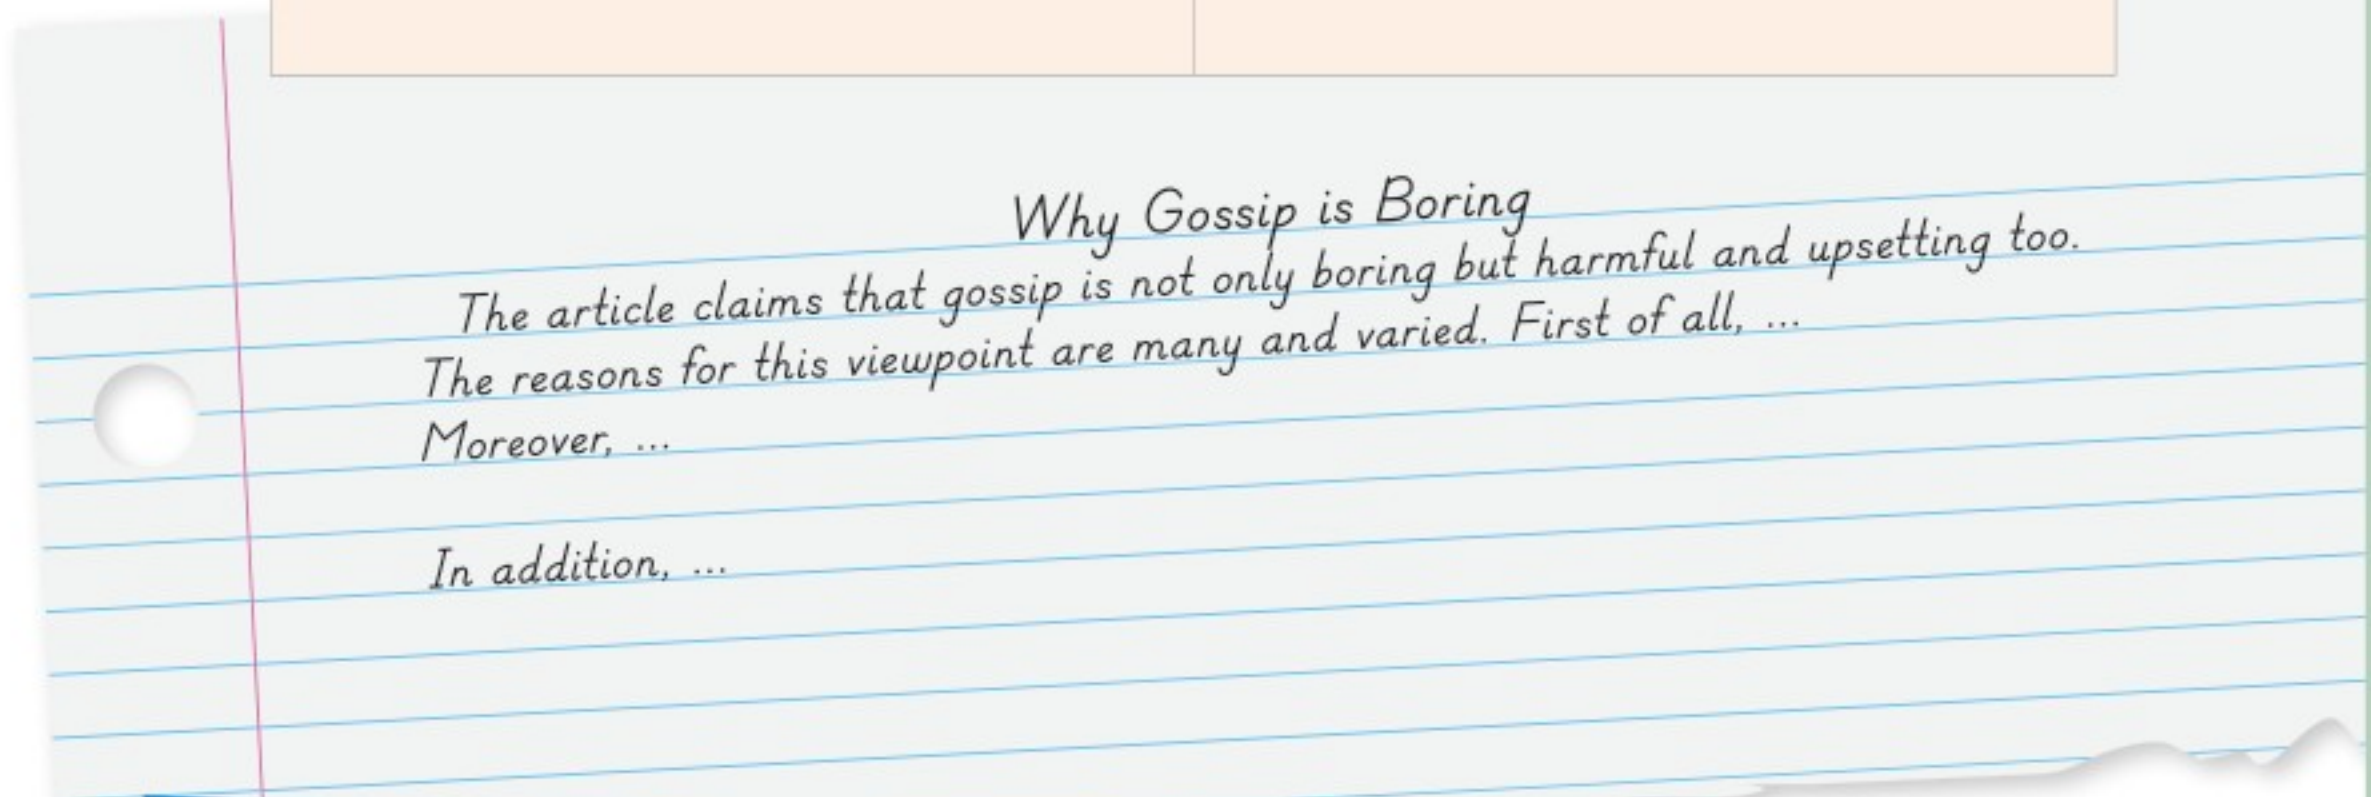 Why Gossip is Boring
The article claims that gossip is not only boring but harmful and upsetting too.
The reasons for this viewpoint are many and varied. First of all, ...
Moreover, ...
In addition, ...